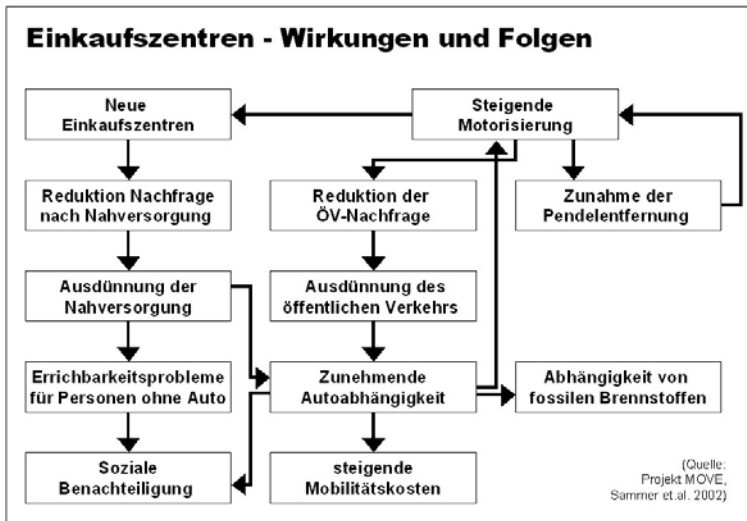 Einkaufszentren - Wirkungen und Folgen
Neue
Einkaufszentren
Steigende
Motorisierung
Reduktion Nachfrage
nach Nahversorgung
Reduktion der
ÖV-Nachfrage
Zunahme der
Pendelentfernung
Ausdünnung der
Nahversorgung
Ausdünnung des
öffentlichen Verkehrs
Errichbarkeitsprobleme
für Personen ohne Auto
Zunehmende
Autoabhängigkeit
Abhängigkeit von
fossilen Brennstoffen
Soziale
Benachteiligung
steigende
Mobilitätskosten
(Quelle:
Projekt MOVE,
Sammer et.al. 2002)